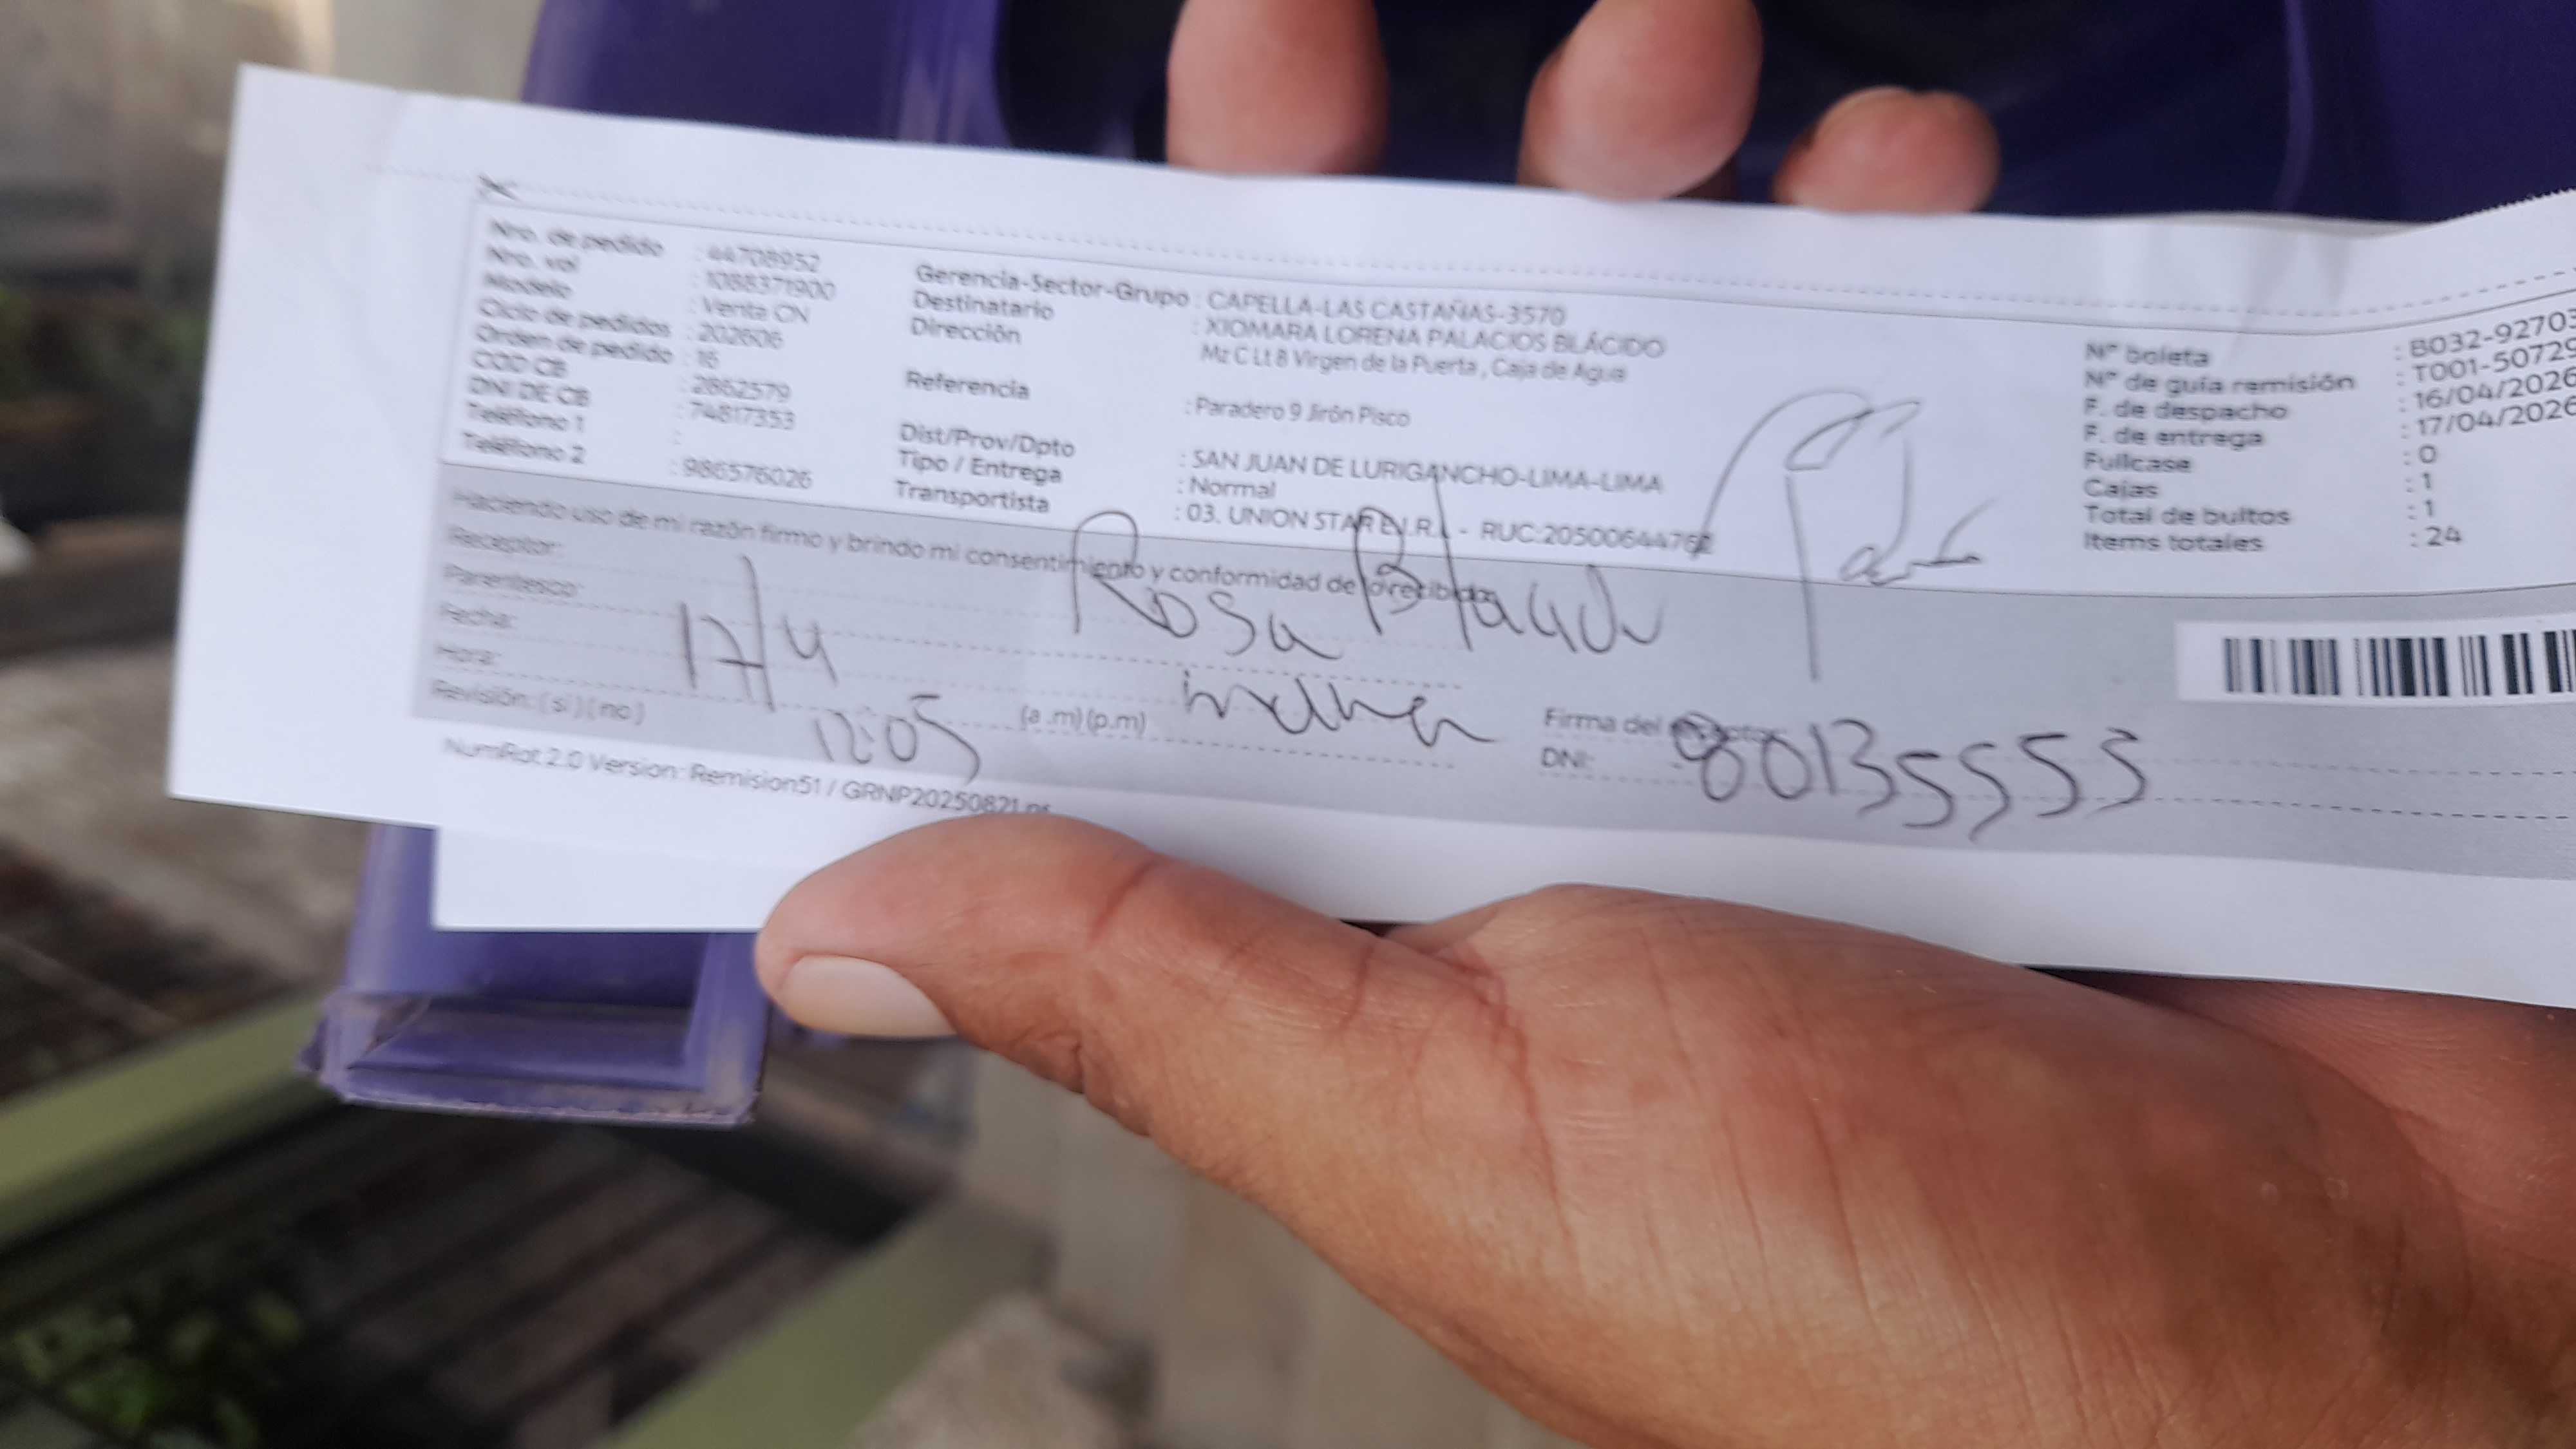 Nro. de pedido : 44708952
Nro. vol : 1088371900
Modelo : Venta CN
Ciclo de pedidos : 202606
Orden de pedido : 16
COD CB : 2862579
DNI DE CB : 74817353
Teléfono 1 :
Teléfono 2 : 986576026
Gerencia-Sector-Grupo : CAPELLA-LAS CASTAÑAS-3570
Destinatario : XIOMARA LORENA PALACIOS BLÁCIDO
Dirección Mz C Lt 8 Virgen de la Puerta , Caja de Agua
Referencia : Paradero 9 Jirón Pisco
Dist/Prov/Dpto : SAN JUAN DE LURIGANCHO-LIMA-LIMA
Tipo / Entrega : Normal
Transportista : 03. UNION STAR E.I.R.L - RUC:20500644762
N° boleta : B032-92703
N° de guía remisión : T001-50729
F. de despacho : 16/04/2026
F. de entrega : 17/04/2026
Fullcase : 0
Cajas : 1
Total de bultos : 1
Items totales : 24
Haciendo uso de mi razón firmo y brindo mi consentimiento y conformidad de lo recibido
Receptor: Rosa Blacido
Parentesco:
Fecha: 17/4
Hora: 12:05 (a .m) (p.m)
Revisión: ( si ) ( no )
Firma del
DNI: 80135553
NumRot 2.0 Version: Remision51 / GRNP20250821